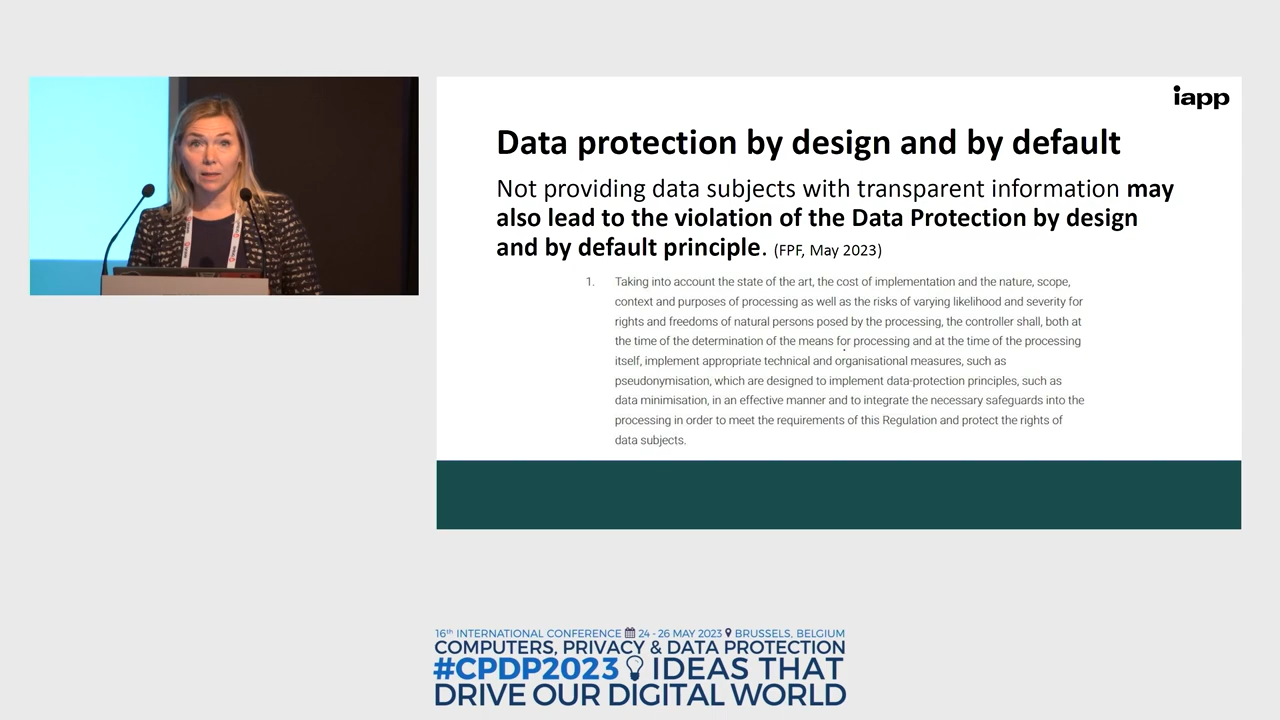 iapp
Data protection by design and by default
Not providing data subjects with transparent information may
also lead to the violation of the Data Protection by design
and by default principle. (FPF, May 2023)
1. Taking into account the state of the art, the cost of implementation and the nature, scope,
context and purposes of processing as well as the risks of varying likelihood and severity for
rights and freedoms of natural persons posed by the processing, the controller shall, both at
the time of the determination of the means for processing and at the time of the processing
itself, implement appropriate technical and organisational measures, such as
pseudonymisation, which are designed to implement data-protection principles, such as
data minimisation, in an effective manner and to integrate the necessary safeguards into the
processing in order to meet the requirements of this Regulation and protect the rights of
data subjects.
16th INTERNATIONAL CONFERENCE 24 - 26 MAY 2023 BRUSSELS, BELGIUM
COMPUTERS, PRIVACY & DATA PROTECTION
#CPDP2023 IDEAS THAT
DRIVE OUR DIGITAL WORLD